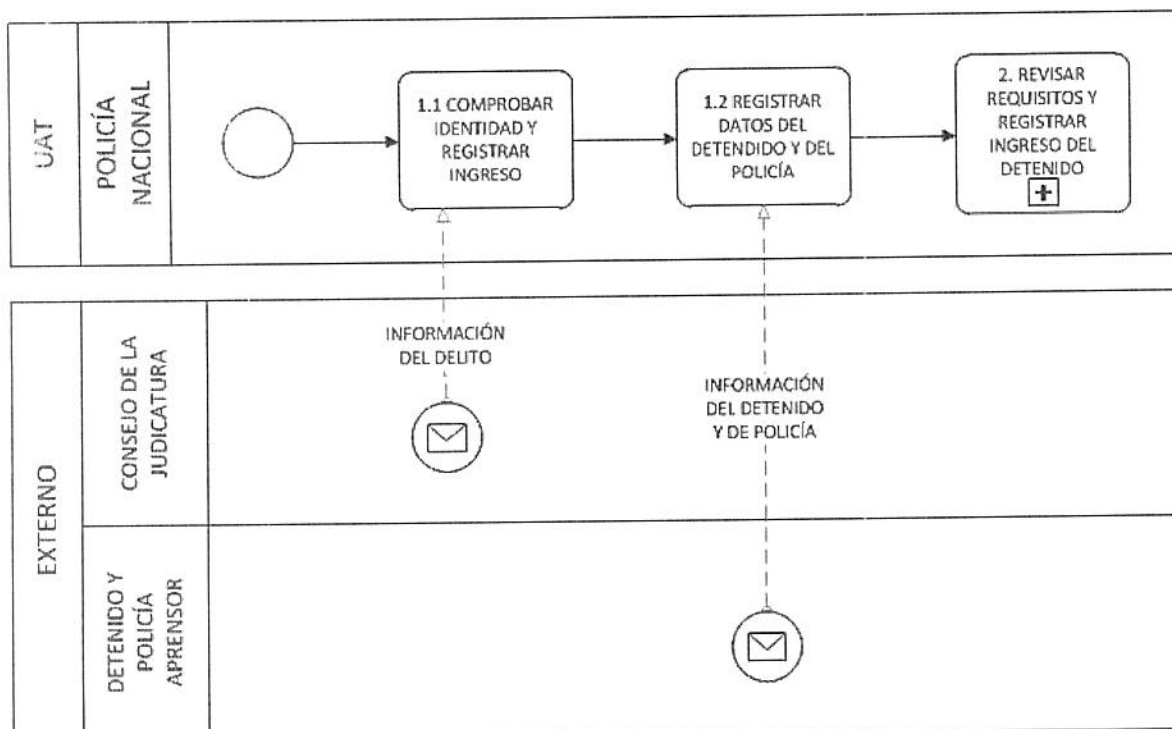 UAT
POLICÍA
NACIONAL
1.1 COMPROBAR
IDENTIDAD Y
REGISTRAR
INGRESO
1.2 REGISTRAR
DATOS DEL
DETENDIDO Y DEL
POLICÍA
2. REVISAR
REQUISITOS Y
REGISTRAR
INGRESO DEL
DETENIDO
EXTERNO
CONSEJO DE LA
JUDICATURA
INFORMACIÓN
DEL DELITO
INFORMACIÓN
DEL DETENIDO
Y DE POLICÍA
DETENIDO Y
POLICÍA
APRENSOR